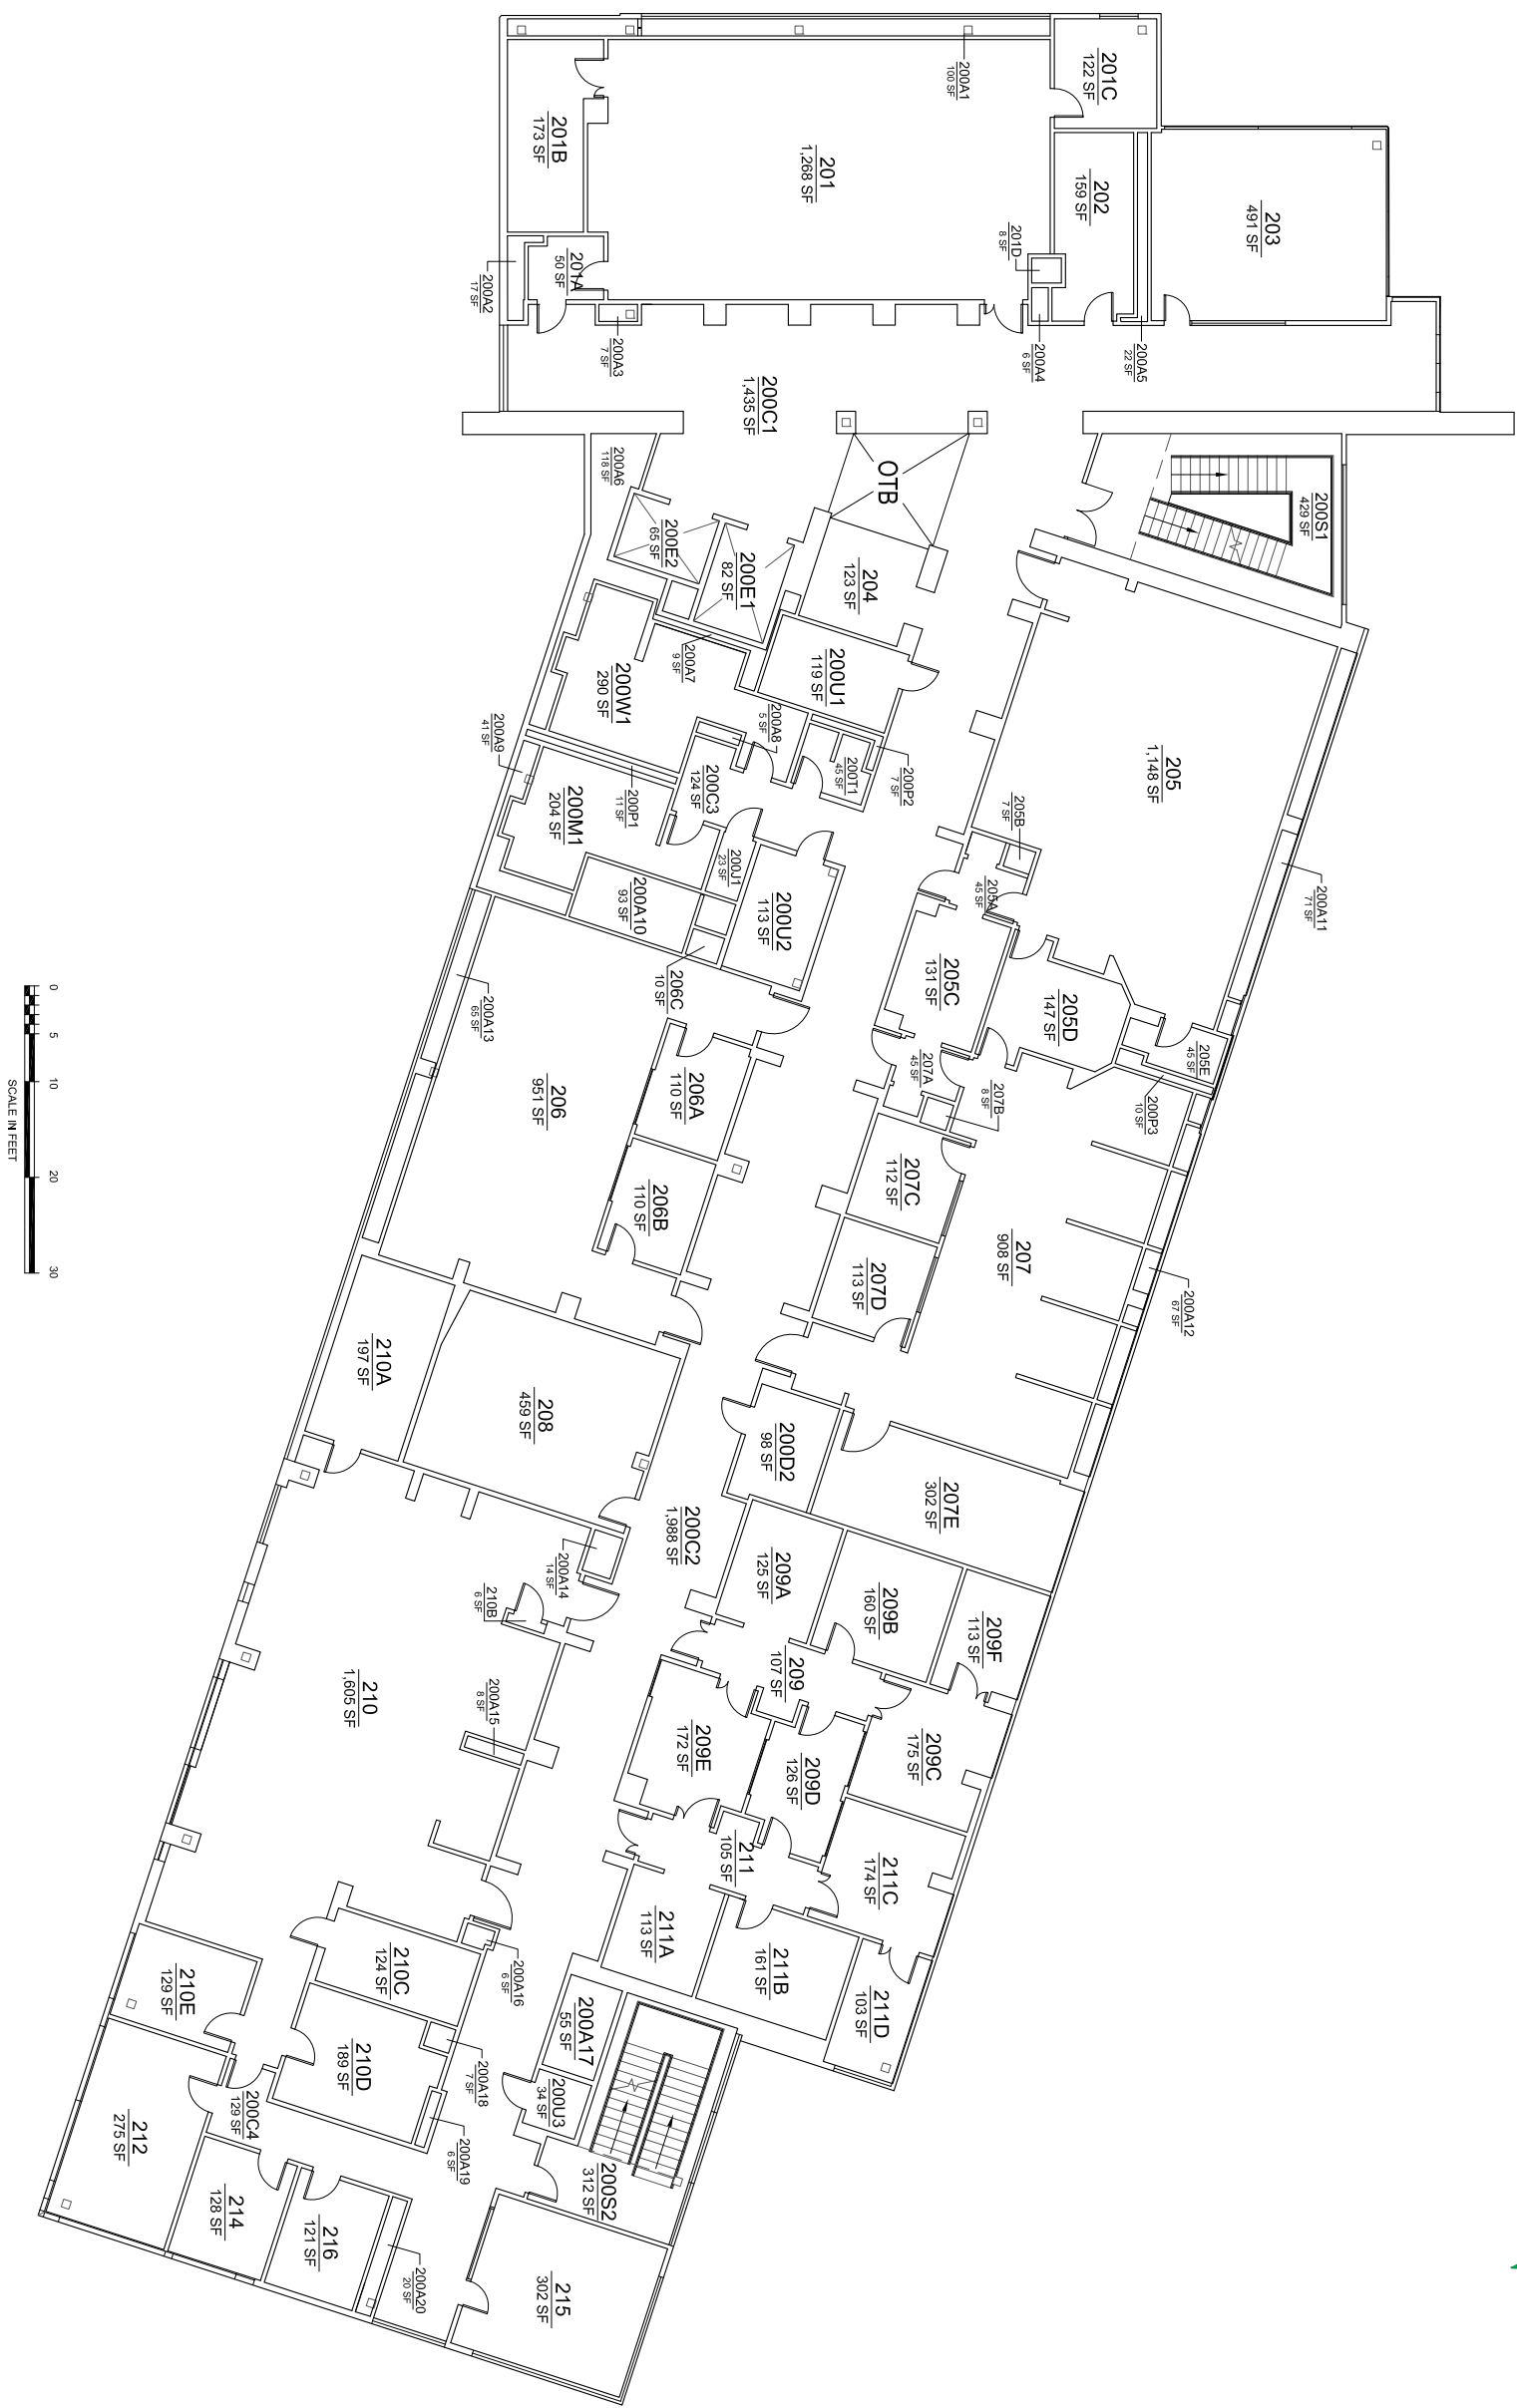 201C
122 SF
200A1
100 SF
201B
173 SF
201
1,268 SF
202
159 SF
203
491 SF
201D
8 SF
201A
50 SF
200A2
17 SF
200A3
7 SF
200A4
6 SF
200A5
22 SF
200C1
1,435 SF
OTB
200S1
429 SF
200A6
118 SF
200E2
65 SF
200E1
82 SF
204
123 SF
200A7
9 SF
200U1
119 SF
200W1
290 SF
200A8
5 SF
200A9
41 SF
200C3
124 SF
200T1
45 SF
200P2
7 SF
205
1,148 SF
205B
7 SF
200P1
11 SF
200M1
204 SF
200J1
23 SF
200A10
93 SF
200U2
113 SF
205A
45 SF
200A11
71 SF
206C
10 SF
205C
131 SF
205D
147 SF
205E
45 SF
200P3
10 SF
200A13
65 SF
207A
45 SF
207B
8 SF
206
951 SF
206A
110 SF
206B
110 SF
207C
112 SF
207
908 SF
207D
113 SF
200A12
67 SF
210A
197 SF
208
459 SF
200D2
98 SF
207E
302 SF
200C2
1,988 SF
200A14
14 SF
210B
6 SF
209A
125 SF
209B
160 SF
209F
113 SF
209
107 SF
210
1,605 SF
200A15
8 SF
209E
172 SF
209D
126 SF
209C
175 SF
211
105 SF
211C
174 SF
211A
113 SF
211B
161 SF
211D
103 SF
210E
129 SF
210C
124 SF
200A16
6 SF
200A17
55 SF
210D
189 SF
200A18
7 SF
200U3
34 SF
200C4
129 SF
212
275 SF
200A19
6 SF
200S2
312 SF
214
128 SF
216
121 SF
200A20
20 SF
215
302 SF
0 5 10 20 30
SCALE IN FEET